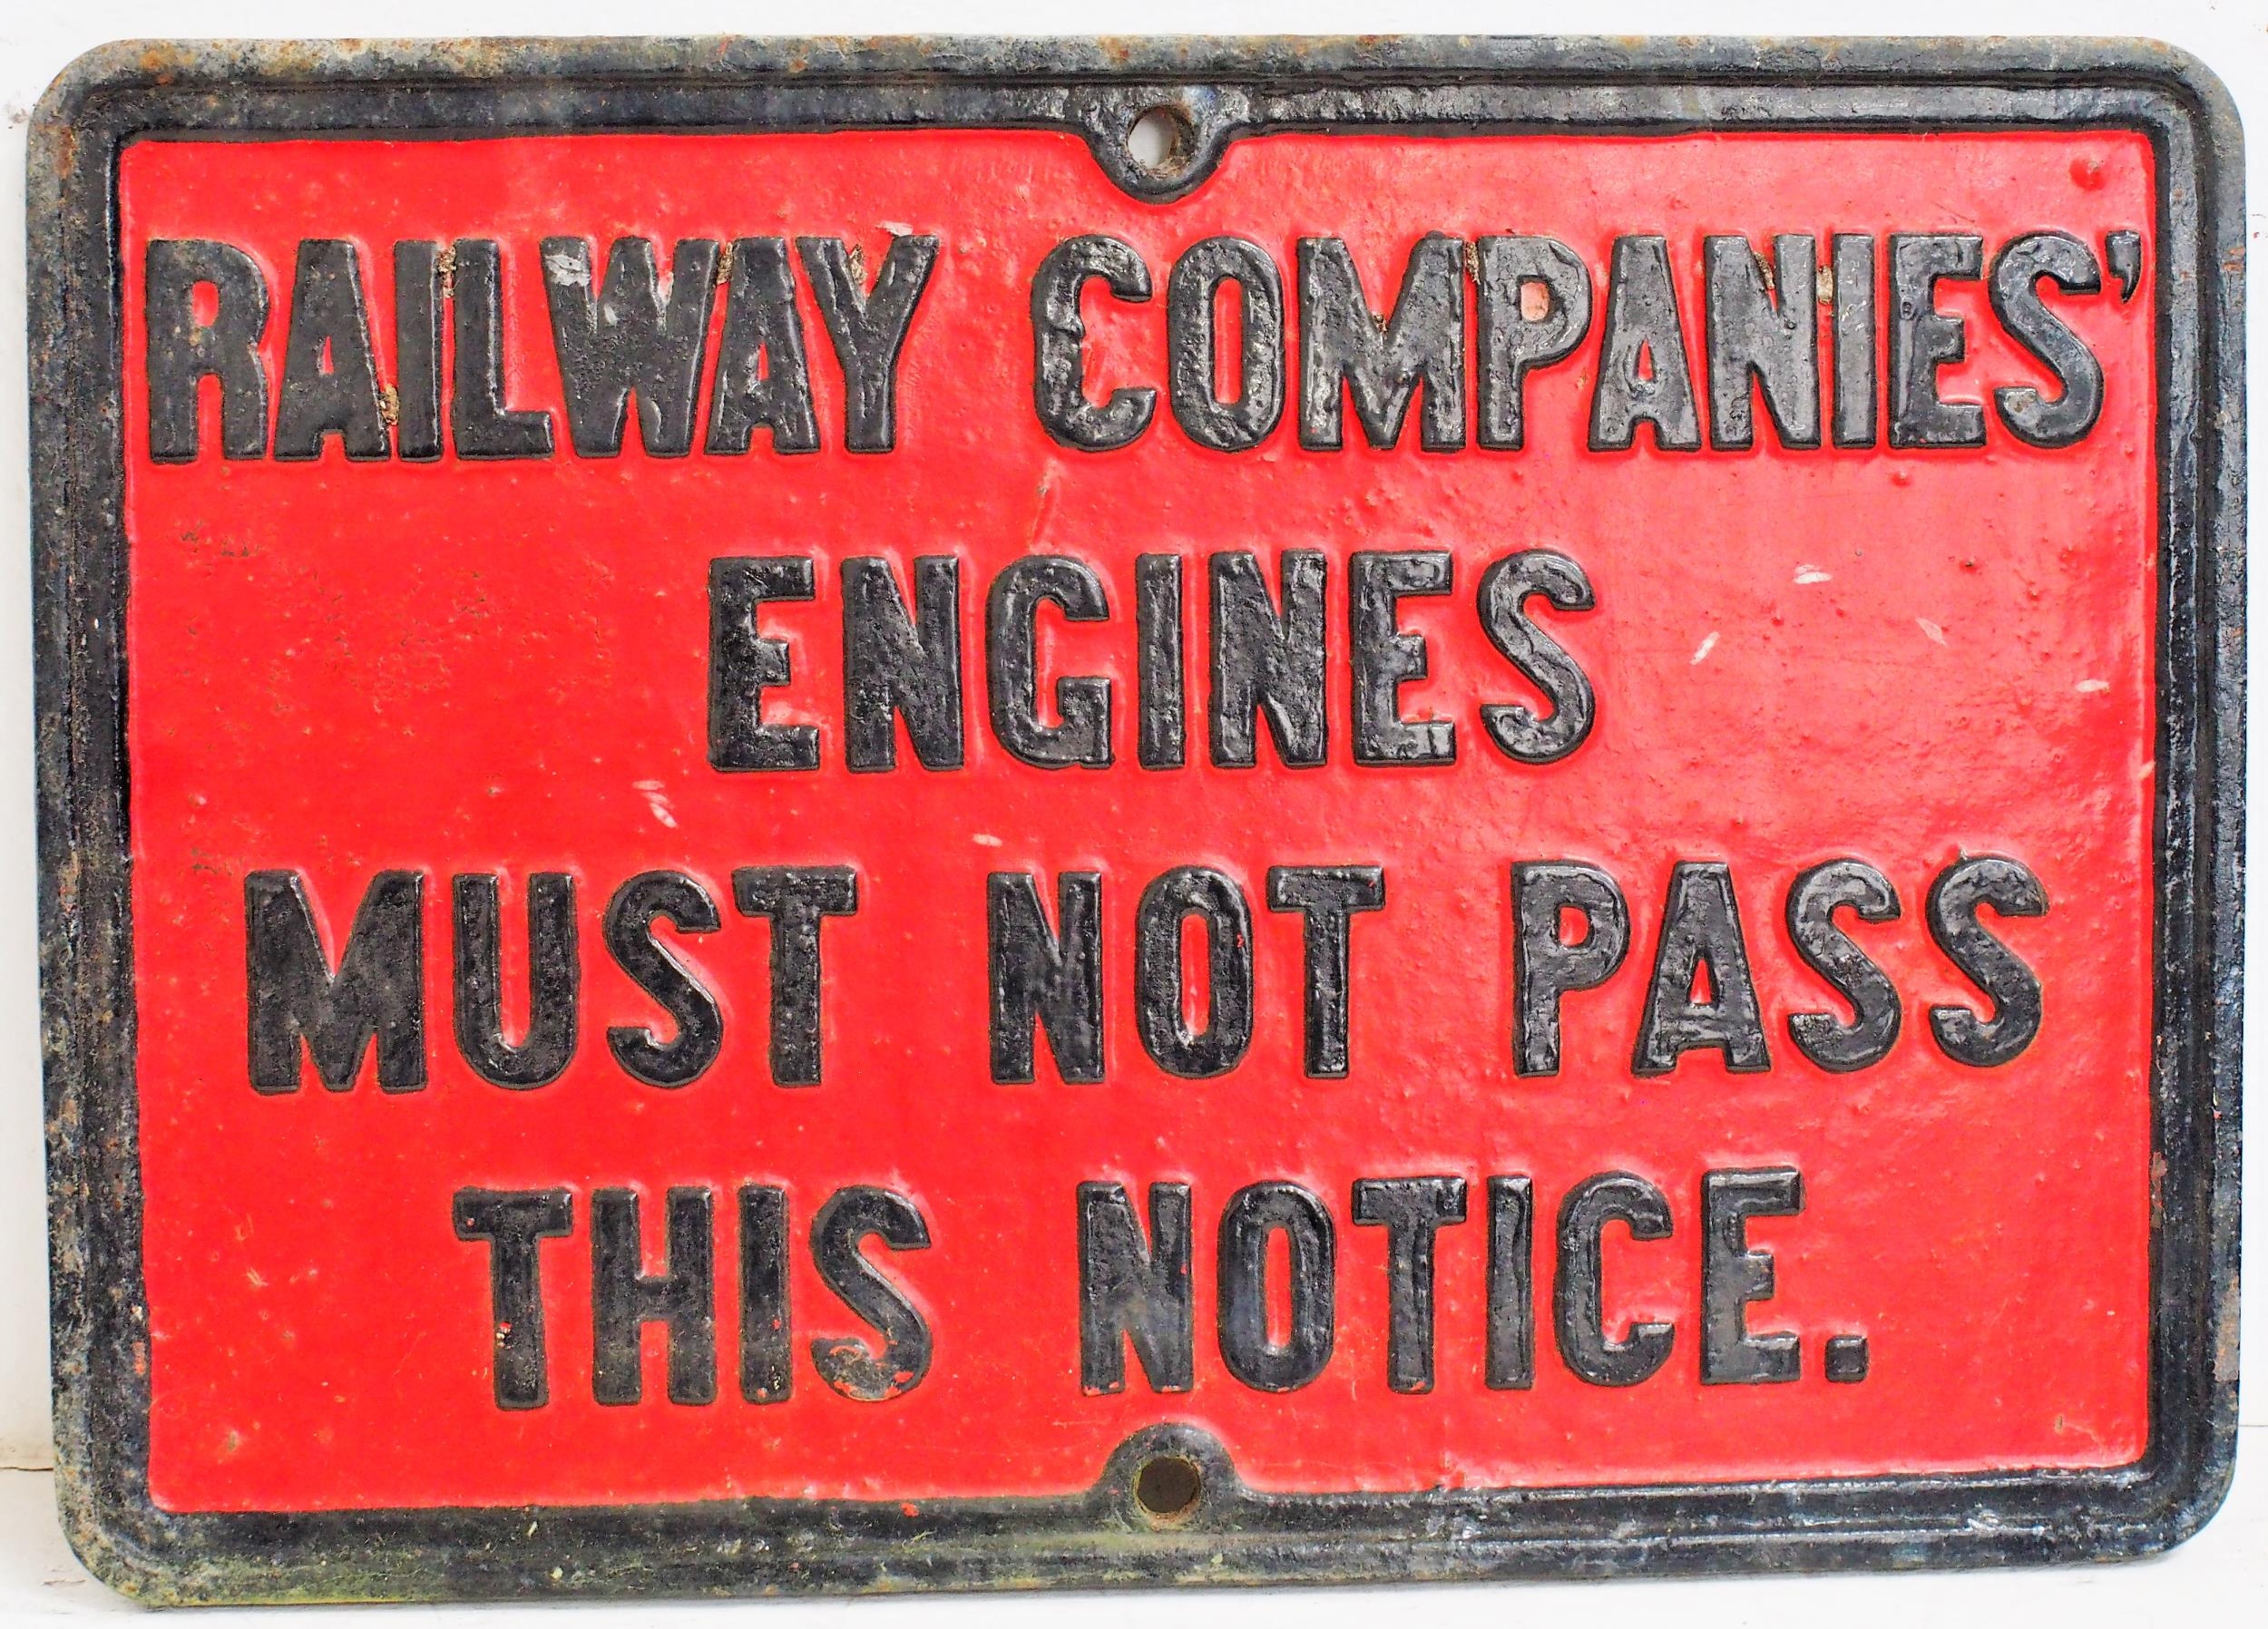 RAILWAY COMPANIES'
ENGINES
MUST NOT PASS
THIS NOTICE.